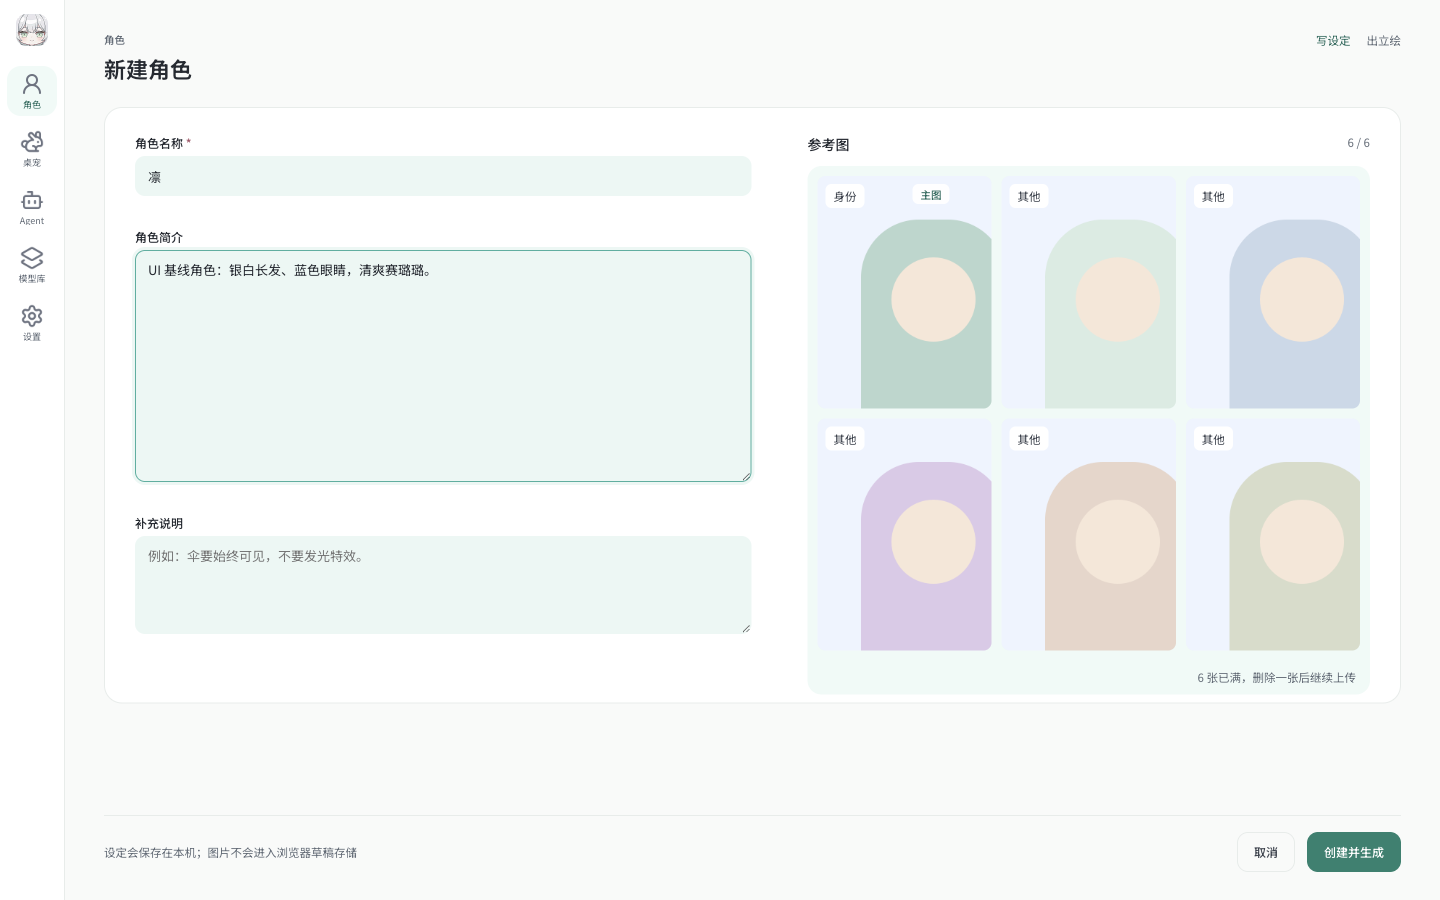 角色
桌宠
Agent
模型库
设置
角色
新建角色
写设定
出立绘
角色名称 *
凛
角色简介
UI 基线角色：银白长发、蓝色眼睛，清爽赛璐璐。
补充说明
例如：伞要始终可见，不要发光特效。
参考图
6 / 6
身份
主图
其他
其他
其他
其他
其他
6 张已满，删除一张后继续上传
设定会保存在本机；图片不会进入浏览器草稿存储
取消
创建并生成